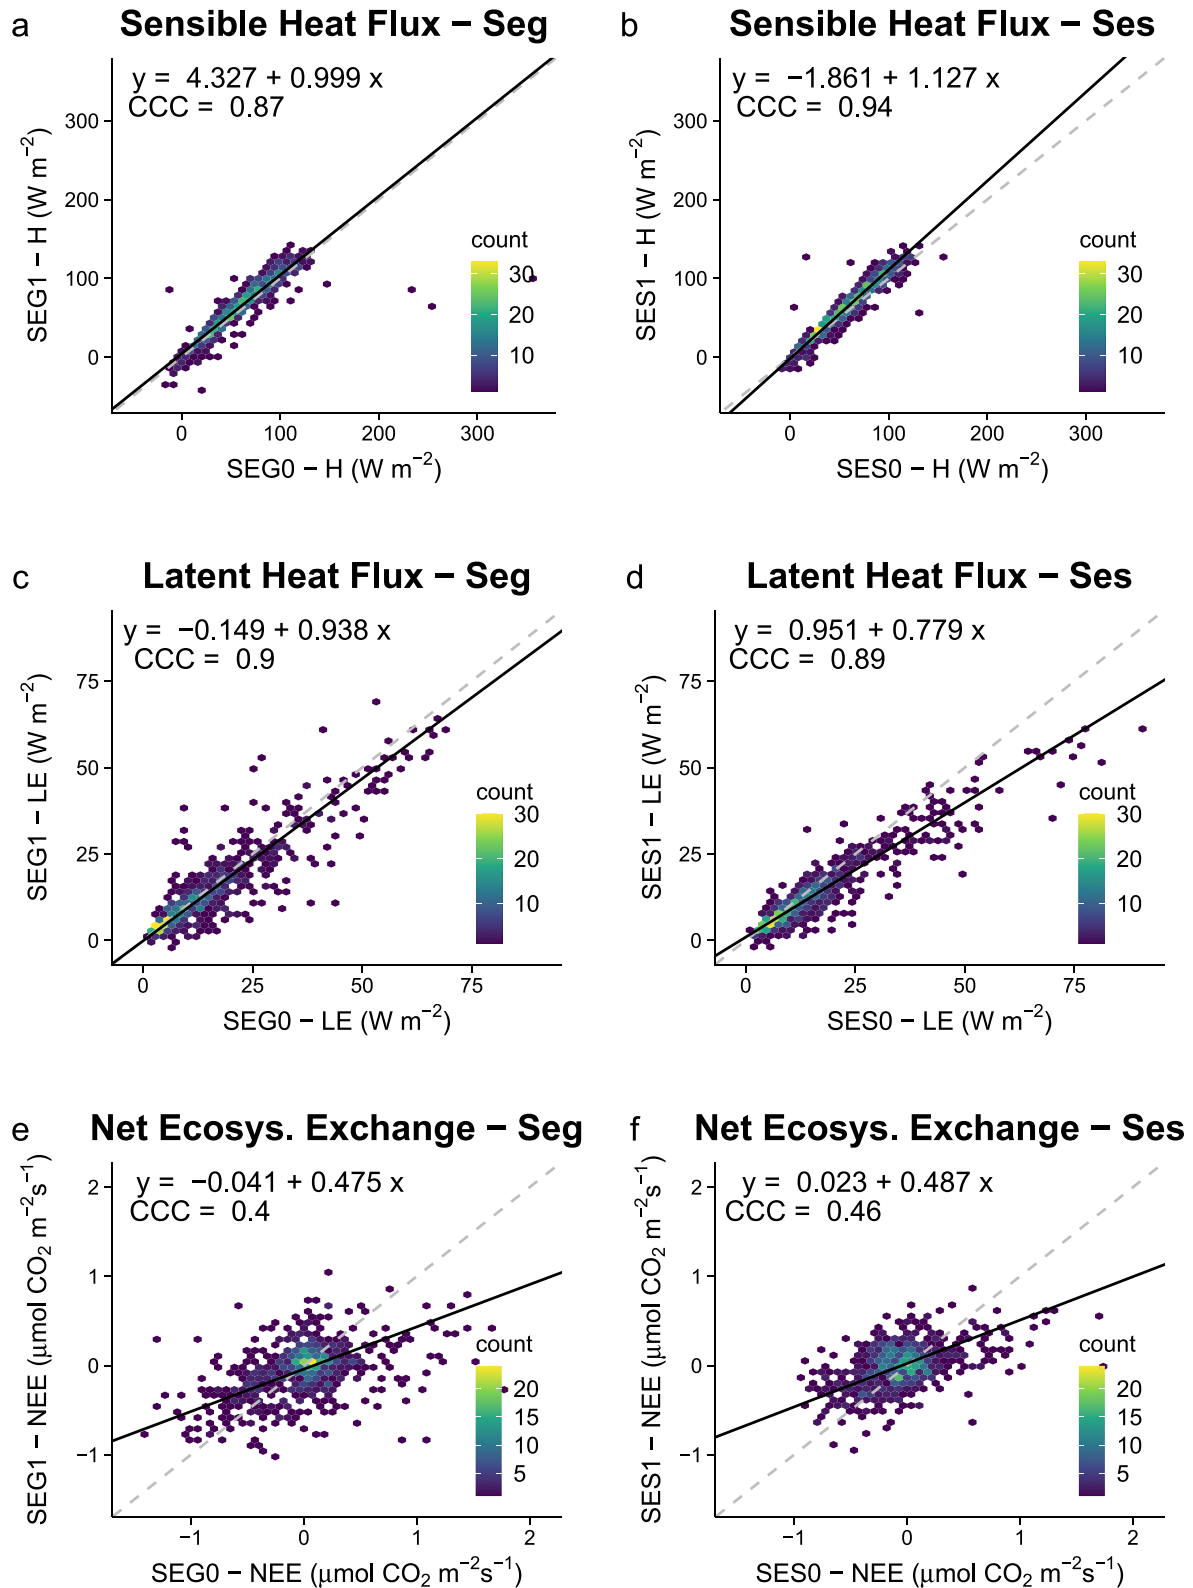 a Sensible Heat Flux − Seg
y = 4.327 + 0.999 x
CCC = 0.87
SEG1 − H (W m−2)
300
200
100
0
count
30
20
10
0 100 200 300
SEG0 − H (W m−2)
b Sensible Heat Flux − Ses
y = −1.861 + 1.127 x
CCC = 0.94
SES1 − H (W m−2)
300
200
100
0
count
30
20
10
0 100 200 300
SES0 − H (W m−2)
c Latent Heat Flux − Seg
y = −0.149 + 0.938 x
CCC = 0.9
SEG1 − LE (W m−2)
75
50
25
0
count
30
20
10
0 25 50 75
SEG0 − LE (W m−2)
d Latent Heat Flux − Ses
y = 0.951 + 0.779 x
CCC = 0.89
SES1 − LE (W m−2)
75
50
25
0
count
30
20
10
0 25 50 75
SES0 − LE (W m−2)
e Net Ecosys. Exchange − Seg
y = −0.041 + 0.475 x
CCC = 0.4
SEG1 − NEE (μmol CO2 m−2s−1)
2
1
0
−1
count
20
15
10
5
−1 0 1 2
SEG0 − NEE (μmol CO2 m−2s−1)
f Net Ecosys. Exchange − Ses
y = 0.023 + 0.487 x
CCC = 0.46
SES1 − NEE (μmol CO2 m−2s−1)
2
1
0
−1
count
20
15
10
5
−1 0 1 2
SES0 − NEE (μmol CO2 m−2s−1)